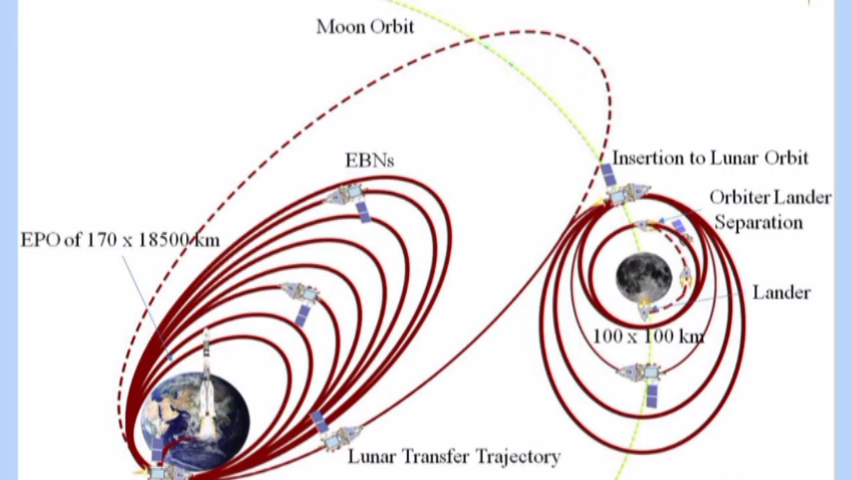 Moon Orbit
EBNs
Insertion to Lunar Orbit
Orbiter Lander
Separation
EPO of 170 x 18500 km
Lander
100 x 100 km
Lunar Transfer Trajectory